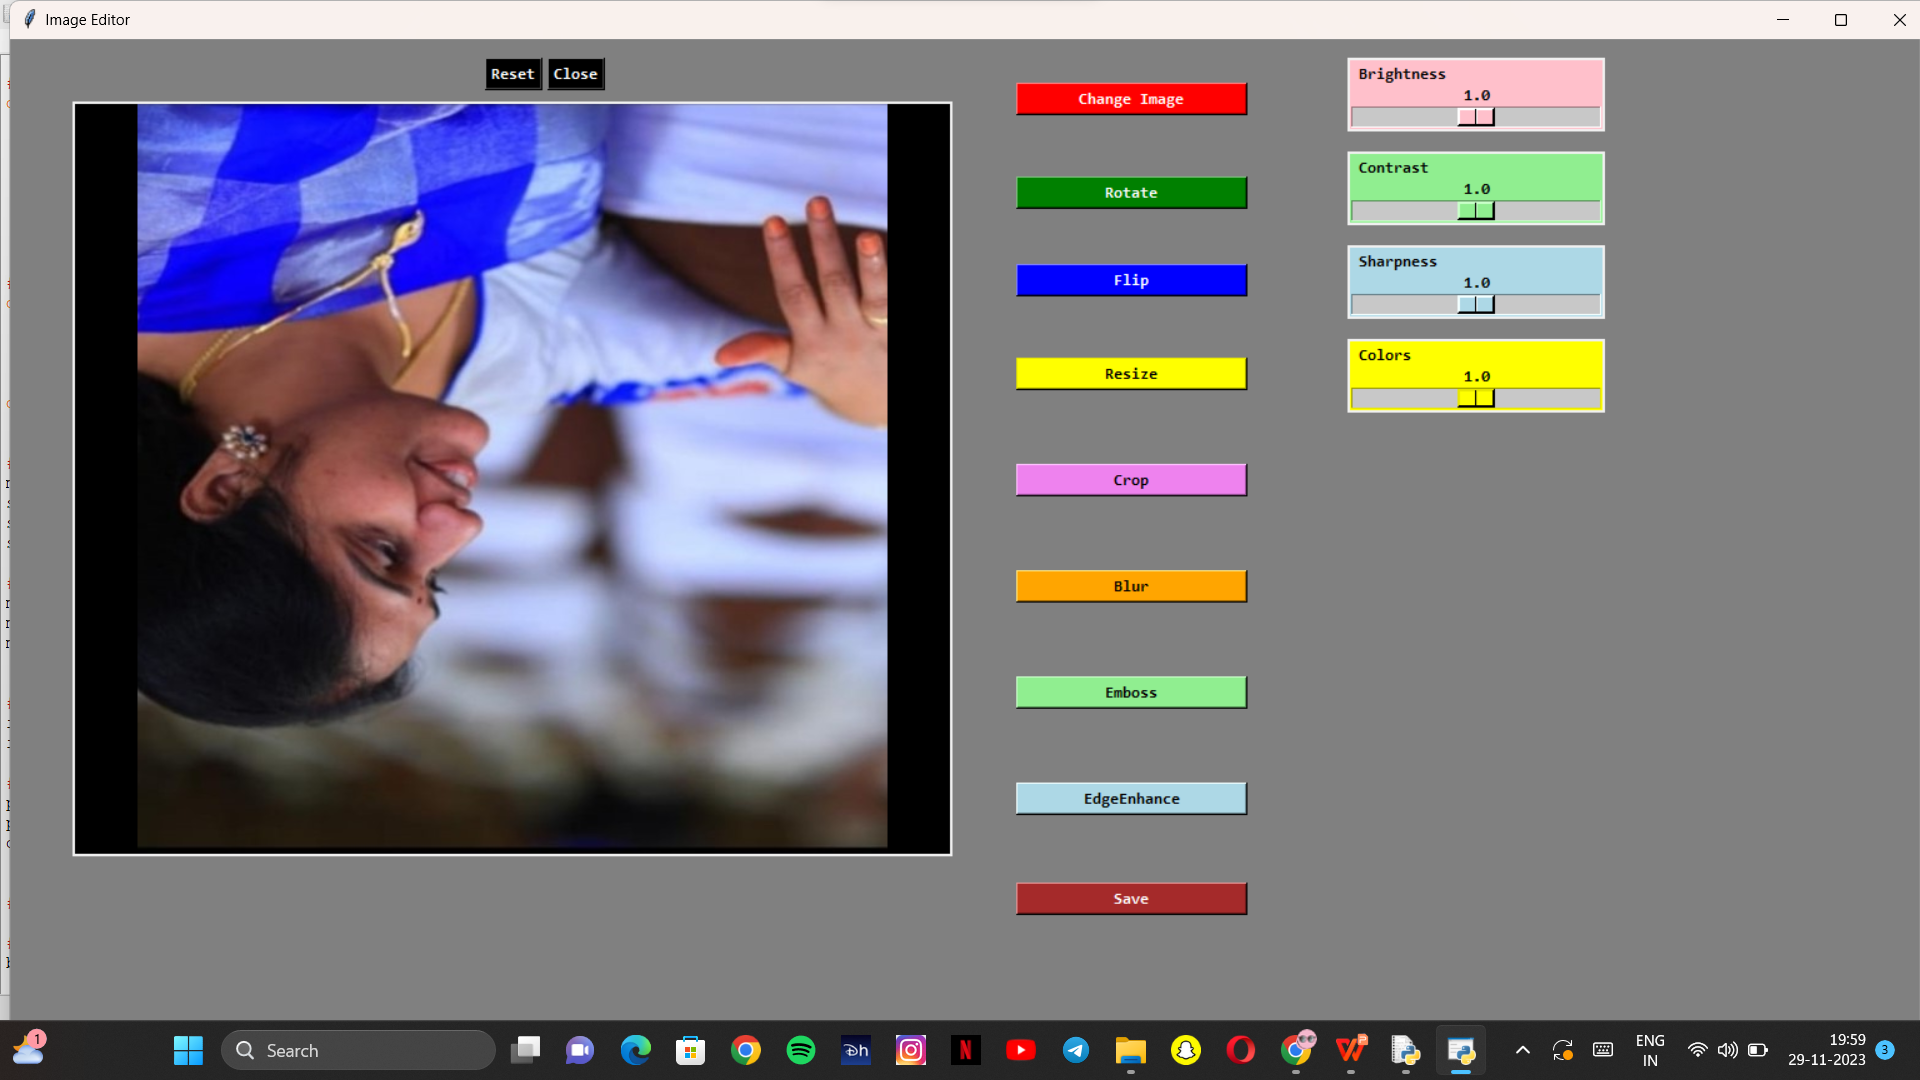 Image Editor
Reset Close
Change Image
Rotate
Flip
Resize
Crop
Blur
Emboss
EdgeEnhance
Save
Brightness
1.0
Contrast
1.0
Sharpness
1.0
Colors
1.0
1
Search
Dh
N
W
P
ENG
IN
19:59
29-11-2023
3